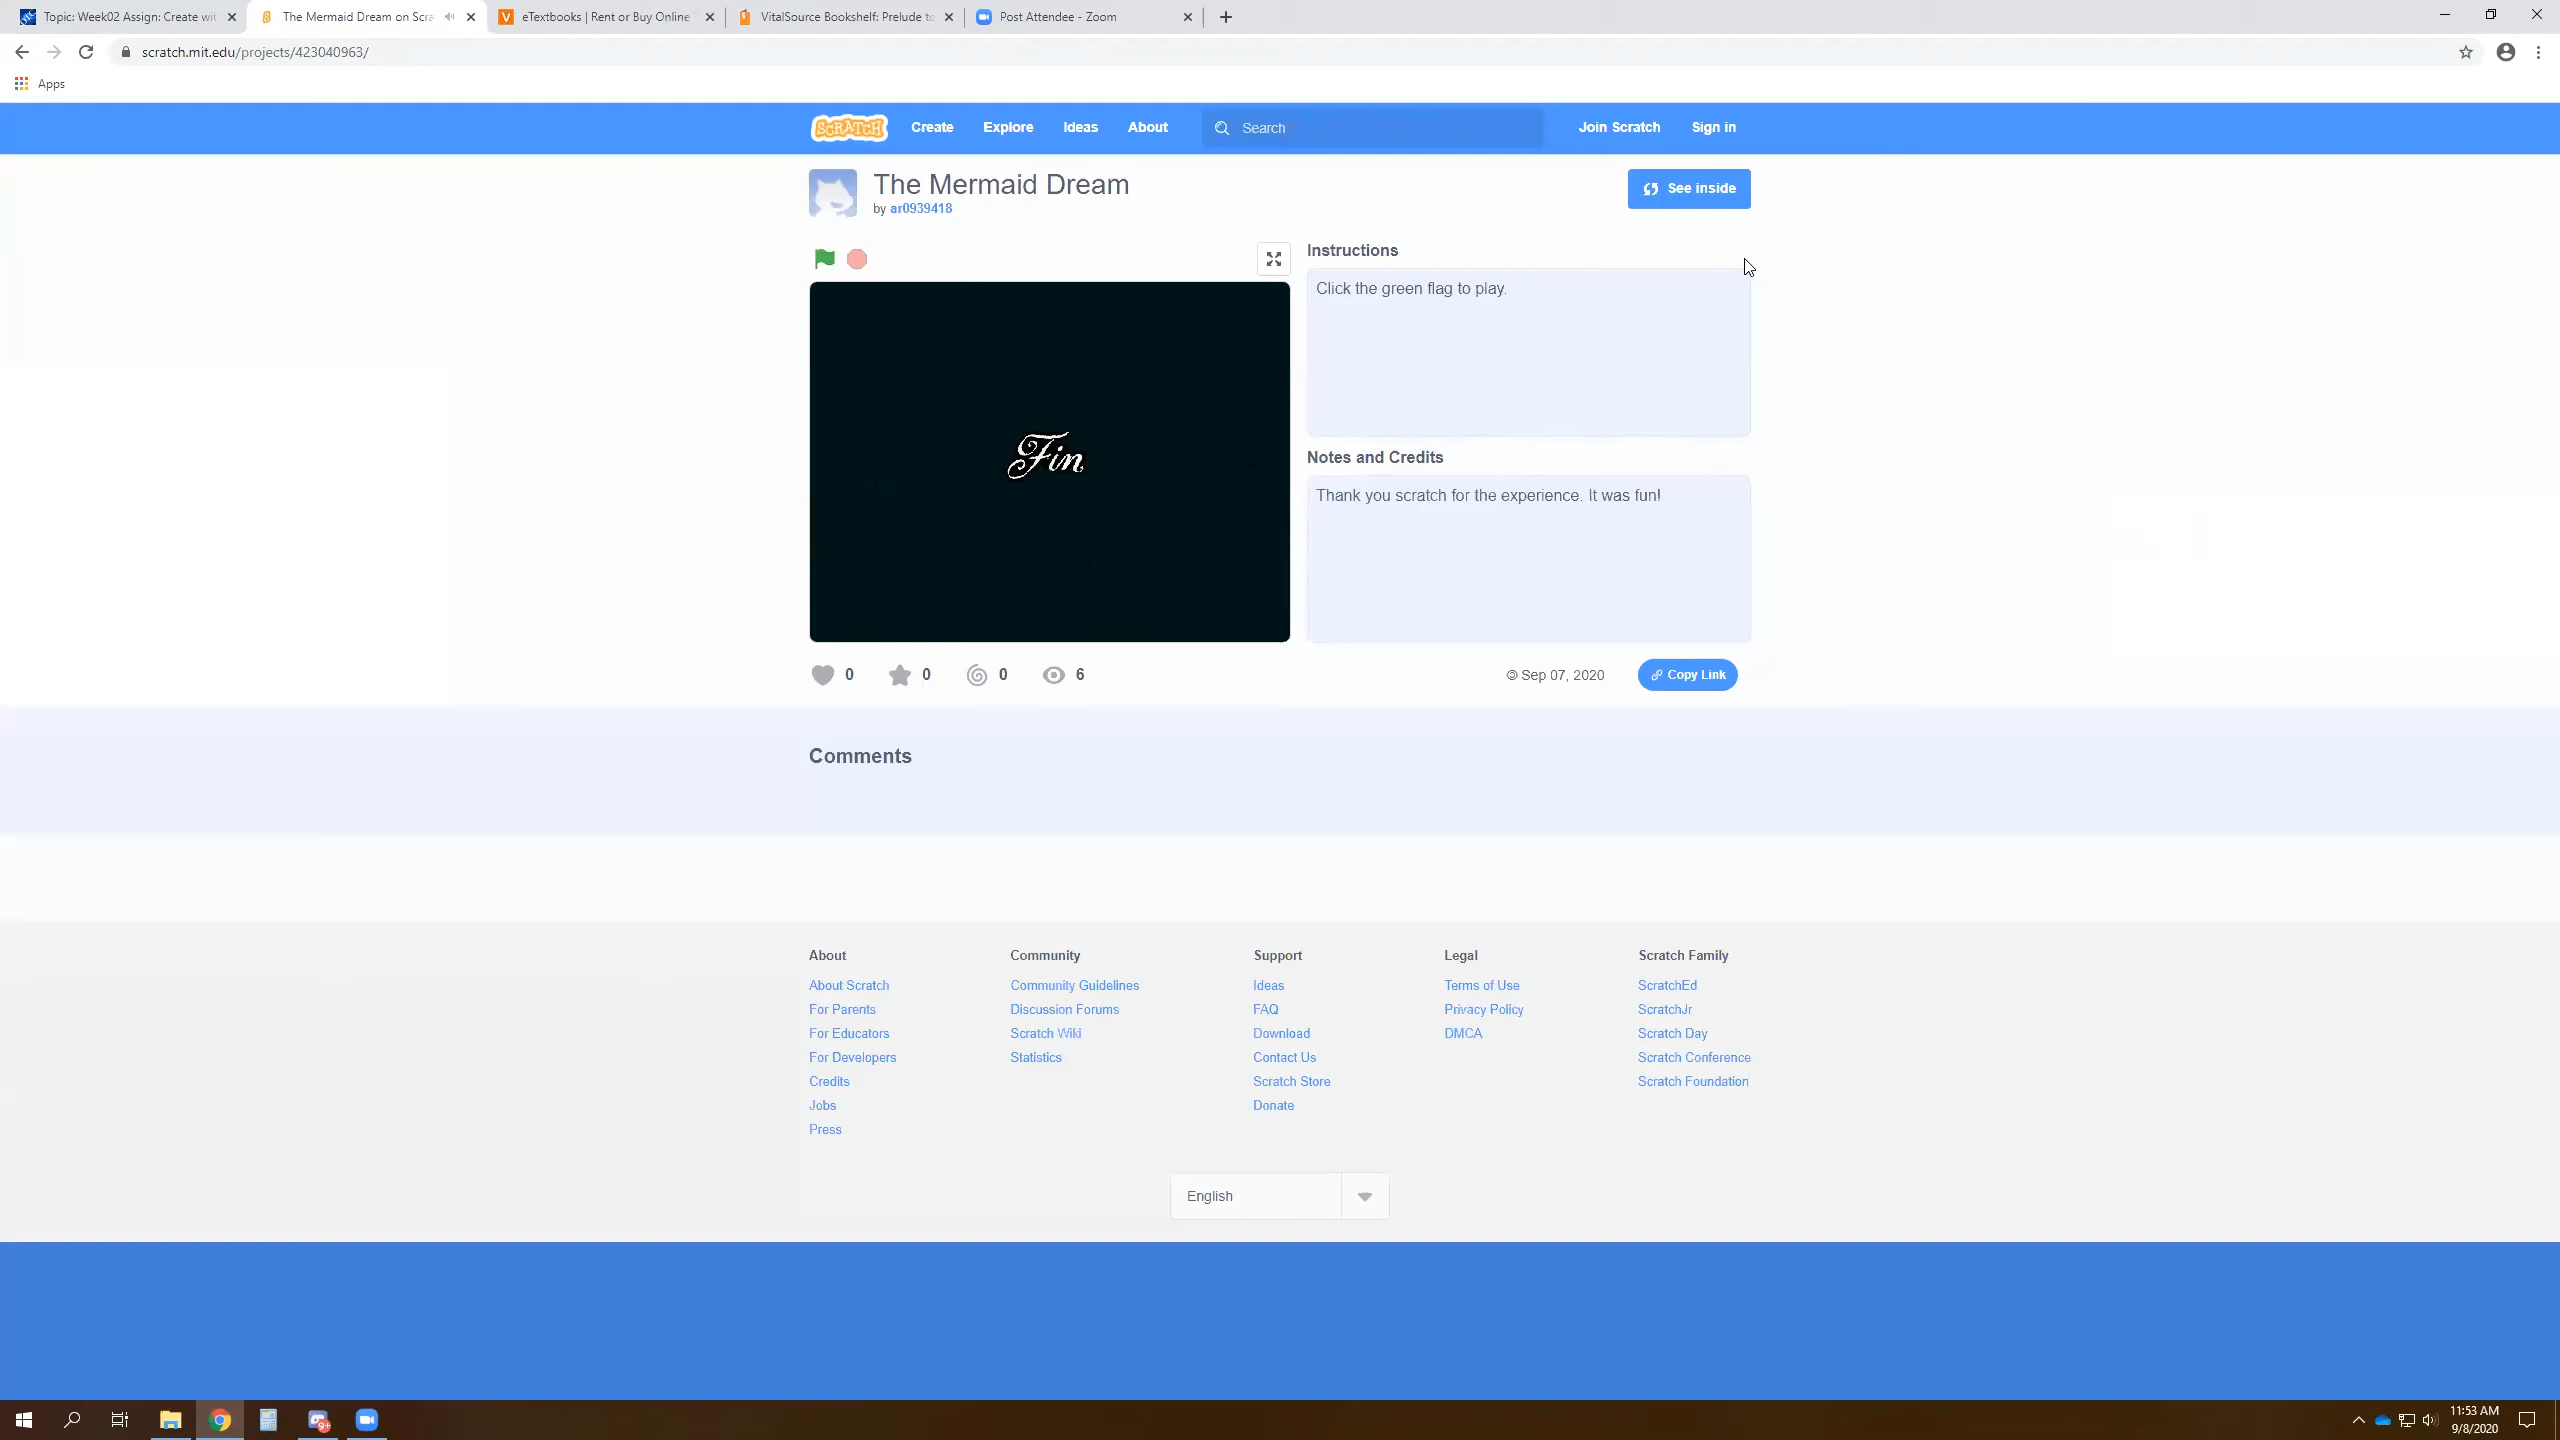 Topic: Week02 Assign: Create wit
The Mermaid Dream on Scra
eTextbooks | Rent or Buy Online
VitalSource Bookshelf: Prelude to
Post Attendee - Zoom
scratch.mit.edu/projects/423040963/
Apps
SCRATCH
Create
Explore
Ideas
About
Search
Join Scratch
Sign in
The Mermaid Dream
by ar0939418
See inside
Instructions
Click the green flag to play.
Fin
Notes and Credits
Thank you scratch for the experience. It was fun!
0
0
0
6
© Sep 07, 2020
Copy Link
Comments
About
About Scratch
For Parents
For Educators
For Developers
Credits
Jobs
Press
Community
Community Guidelines
Discussion Forums
Scratch Wiki
Statistics
Support
Ideas
FAQ
Download
Contact Us
Scratch Store
Donate
Legal
Terms of Use
Privacy Policy
DMCA
Scratch Family
ScratchEd
ScratchJr
Scratch Day
Scratch Conference
Scratch Foundation
English
9+
11:53 AM
9/8/2020